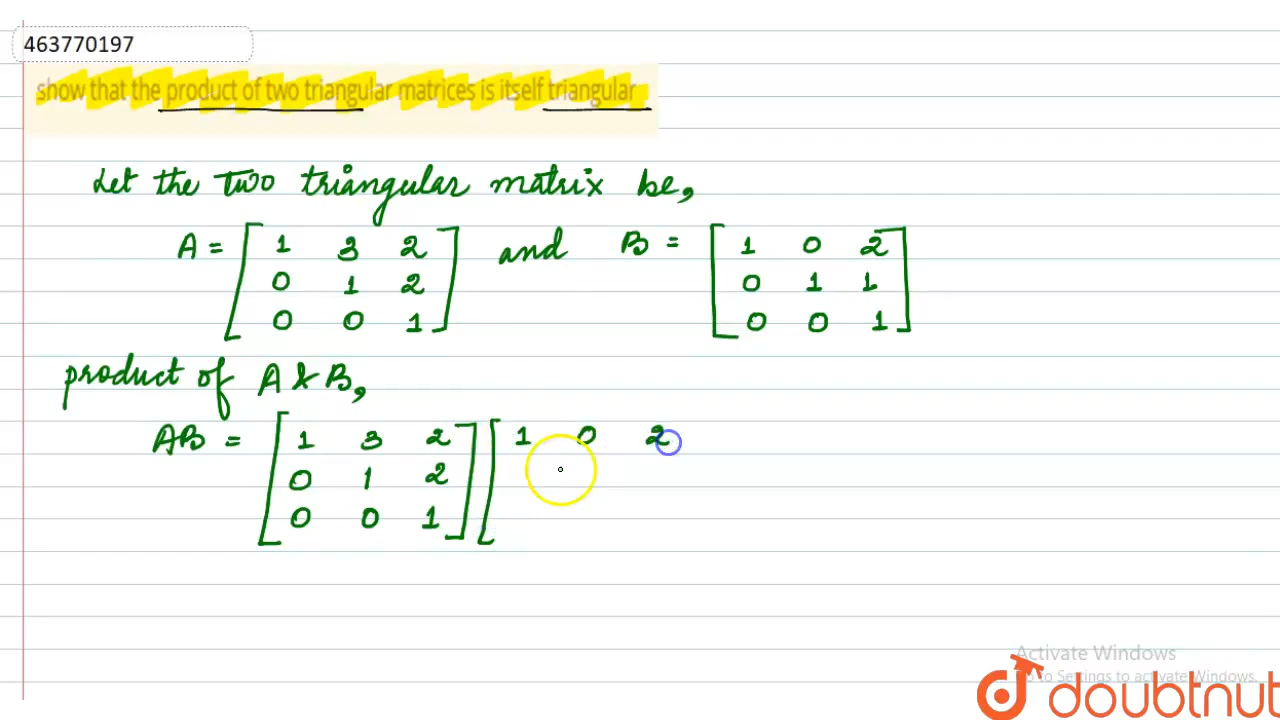 463770197
show that the product of two triangular matrices is itself triangular
Let the two triangular matrix be,
A = [ 1 3 2 and B = [ 1 0 2 ]
0 1 2 0 1 1
0 0 1 ] 0 0 1
product of A & B,
AB = [ 1 3 2 ] [ 1 0 2
0 1 2
0 0 1
Activate Windows
Go to Settings to activate Windows.
doubtnut